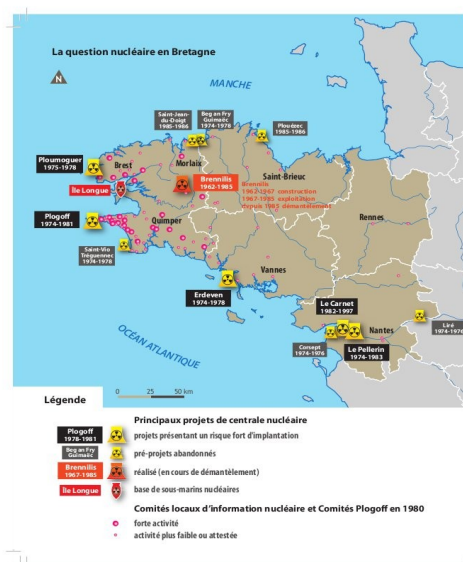 La question nucléaire en Bretagne
N
MANCHE
Saint-Jean-
du-Doigt
1985-1986
Beg an Fry
Guimaëc
1974-1978
Plouézec
1985-1986
Ploumoguer
1975-1978
Brest
Morlaix
Saint-Brieuc
Brennilis
1962-1985
Brennilis
1962-1967 construction
1967-1985 exploitation
depuis 1985 démantèlement
Île Longue
Plogoff
1974-1981
Quimper
Rennes
Saint-Vio
Tréguennec
1974-1978
Vannes
Erdeven
1974-1978
Le Carnet
1982-1997
Nantes
Liré
1974-1976
Corsept
1974-1976
Le Pellerin
1974-1983
OCÉAN ATLANTIQUE
0 25 50 km
Légende
Principaux projets de centrale nucléaire
Plogoff
1978-1981
projets présentant un risque fort d'implantation
Beg an Fry
Guimaëc
pré-projets abandonnés
Brennilis
1967-1985
réalisé (en cours de démantèlement)
Île Longue
base de sous-marins nucléaires
Comités locaux d'information nucléaire et Comités Plogoff en 1980
forte activité
activité plus faible ou attestée